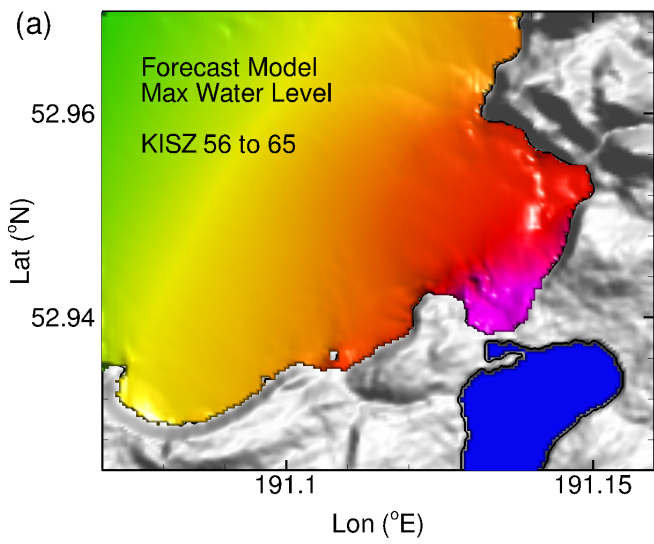 (a)
Forecast Model
Max Water Level
KISZ 56 to 65
52.96
52.94
Lat (°N)
191.1
191.15
Lon (°E)